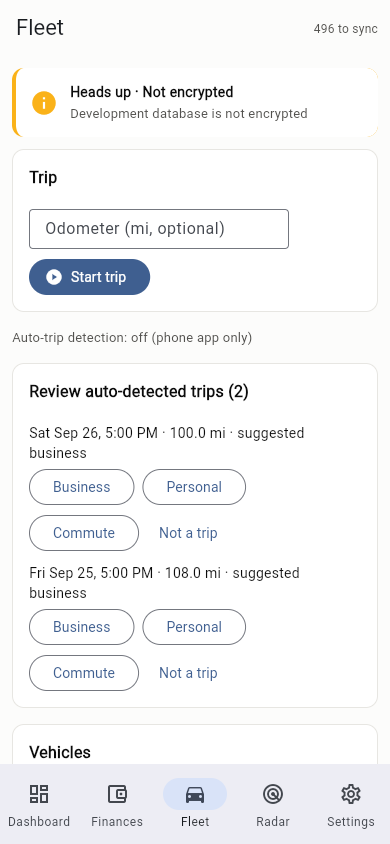 Fleet
496 to sync
Heads up · Not encrypted
Development database is not encrypted
Trip
Odometer (mi, optional)
Start trip
Auto-trip detection: off (phone app only)
Review auto-detected trips (2)
Sat Sep 26, 5:00 PM · 100.0 mi · suggested
business
Business
Personal
Commute
Not a trip
Fri Sep 25, 5:00 PM · 108.0 mi · suggested
business
Business
Personal
Commute
Not a trip
Vehicles
Dashboard
Finances
Fleet
Radar
Settings